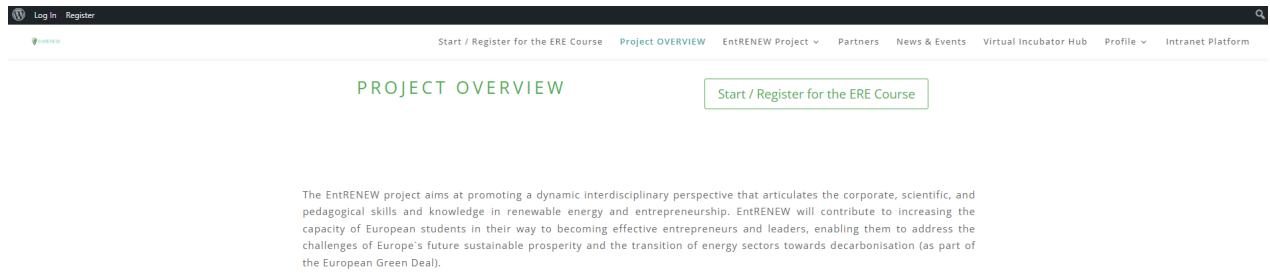 Log In Register
EntRENEW
Start / Register for the ERE Course Project OVERVIEW EntRENEW Project Partners News & Events Virtual Incubator Hub Profile Intranet Platform
PROJECT OVERVIEW
Start / Register for the ERE Course
The EntRENEW project aims at promoting a dynamic interdisciplinary perspective that articulates the corporate, scientific, and
pedagogical skills and knowledge in renewable energy and entrepreneurship. EntRENEW will contribute to increasing the
capacity of European students in their way to becoming effective entrepreneurs and leaders, enabling them to address the
challenges of Europe`s future sustainable prosperity and the transition of energy sectors towards decarbonisation (as part of
the European Green Deal).